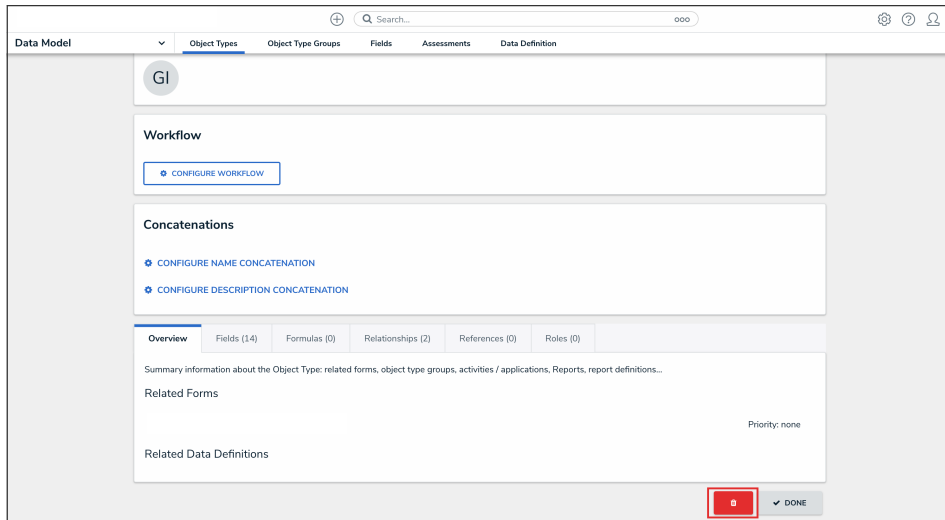 Search...
ooo
Data Model
Object Types
Object Type Groups
Fields
Assessments
Data Definition
GI
Workflow
CONFIGURE WORKFLOW
Concatenations
CONFIGURE NAME CONCATENATION
CONFIGURE DESCRIPTION CONCATENATION
Overview
Fields (14)
Formulas (0)
Relationships (2)
References (0)
Roles (0)
Summary information about the Object Type: related forms, object type groups, activities / applications, Reports, report definitions...
Related Forms
Priority: none
Related Data Definitions
DONE